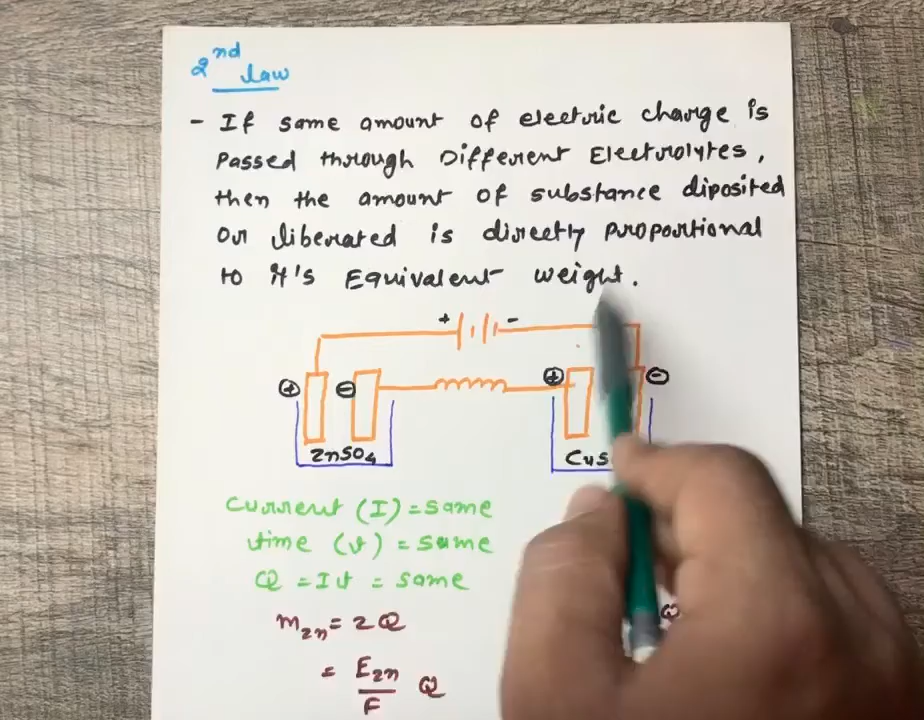 2nd law
- If same amount of electric charge is
Passed through Different Electrolytes,
then the amount of substance diposited
or liberated is directly proportional
to it's Equivalent weight.
+ -
+ - + -
ZnSO4
Current (I) = same
time (t) = same
Q = It = same
mZn = ZQ
= EZn/F Q
Q